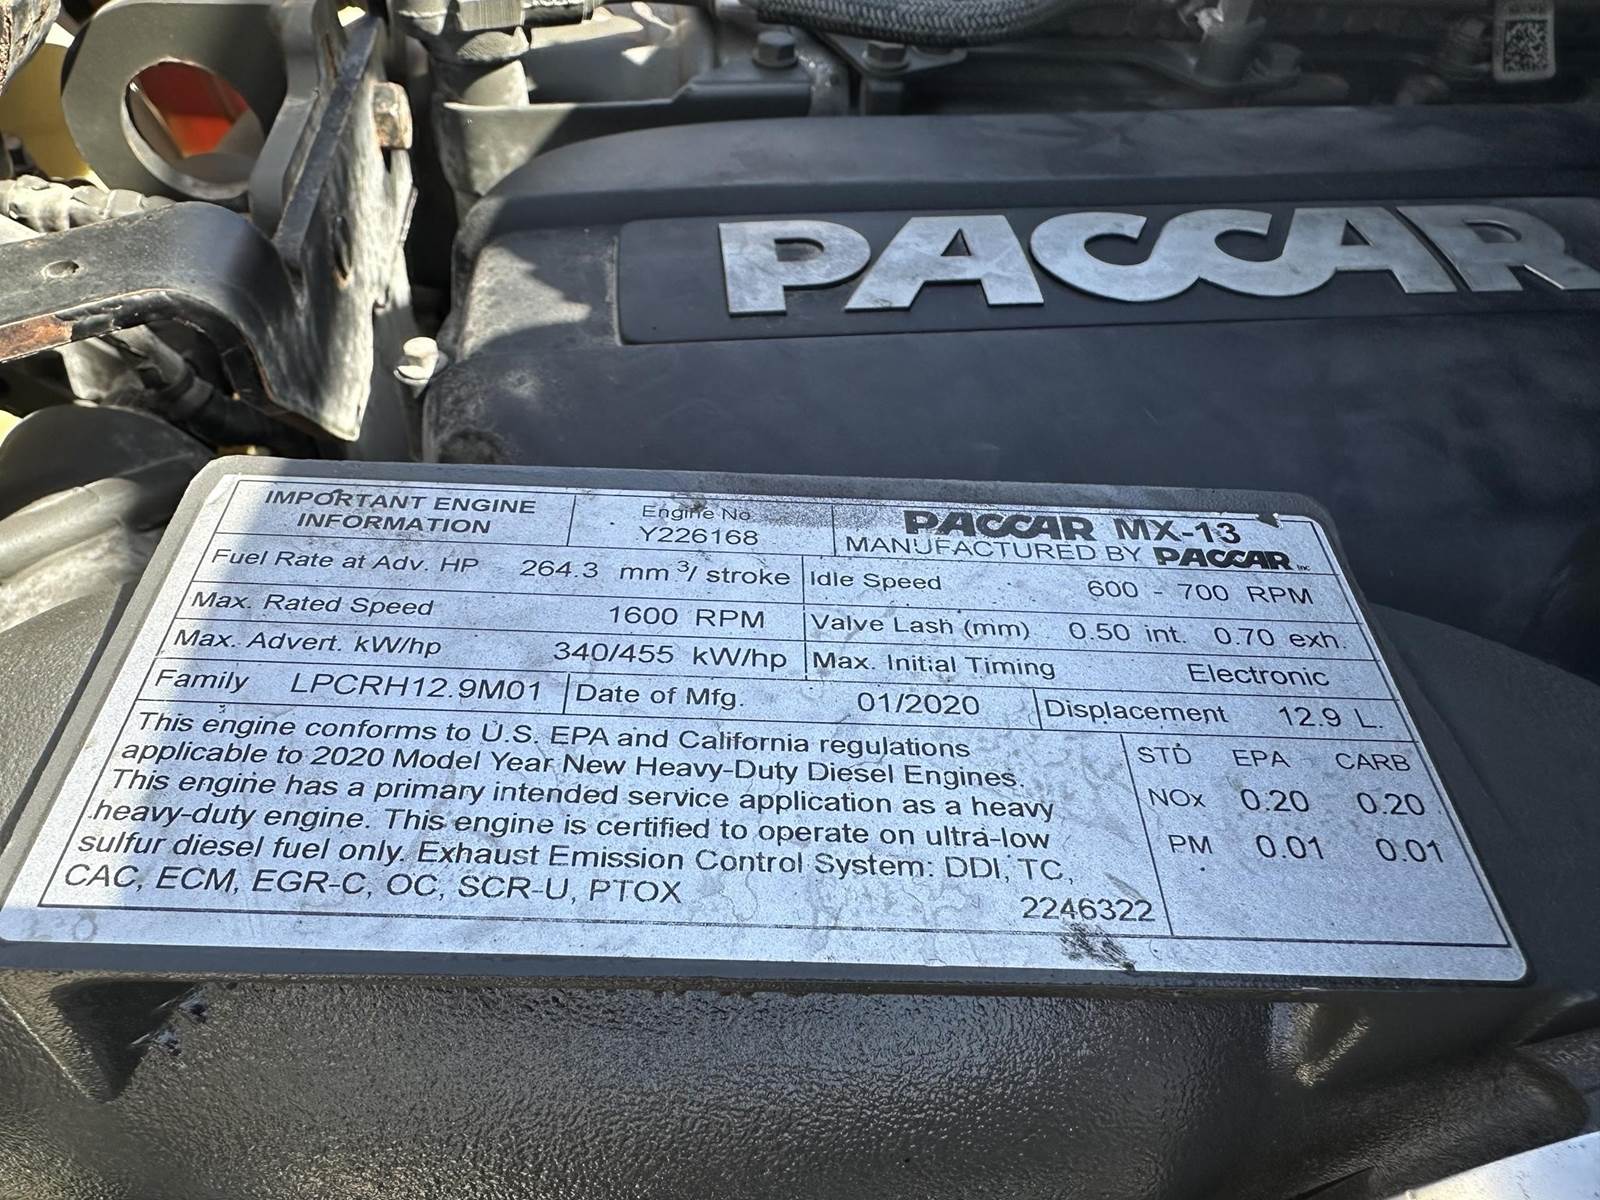 PACCAR
IMPORTANT ENGINE
INFORMATION
Engine No.
Y226168
PACCAR MX-13
MANUFACTURED BY PACCAR Inc
Fuel Rate at Adv. HP 264.3 mm³/ stroke
Idle Speed 600 - 700 RPM
Max. Rated Speed 1600 RPM
Valve Lash (mm) 0.50 int. 0.70 exh.
Max. Advert. kW/hp 340/455 kW/hp
Max. Initial Timing Electronic
Family LPCRH12.9M01
Date of Mfg. 01/2020
Displacement 12.9 L.
This engine conforms to U.S. EPA and California regulations
applicable to 2020 Model Year New Heavy-Duty Diesel Engines.
This engine has a primary intended service application as a heavy
heavy-duty engine. This engine is certified to operate on ultra-low
sulfur diesel fuel only. Exhaust Emission Control System: DDI, TC,
CAC, ECM, EGR-C, OC, SCR-U, PTOX
2246322
STD EPA CARB
NOx 0.20 0.20
PM 0.01 0.01